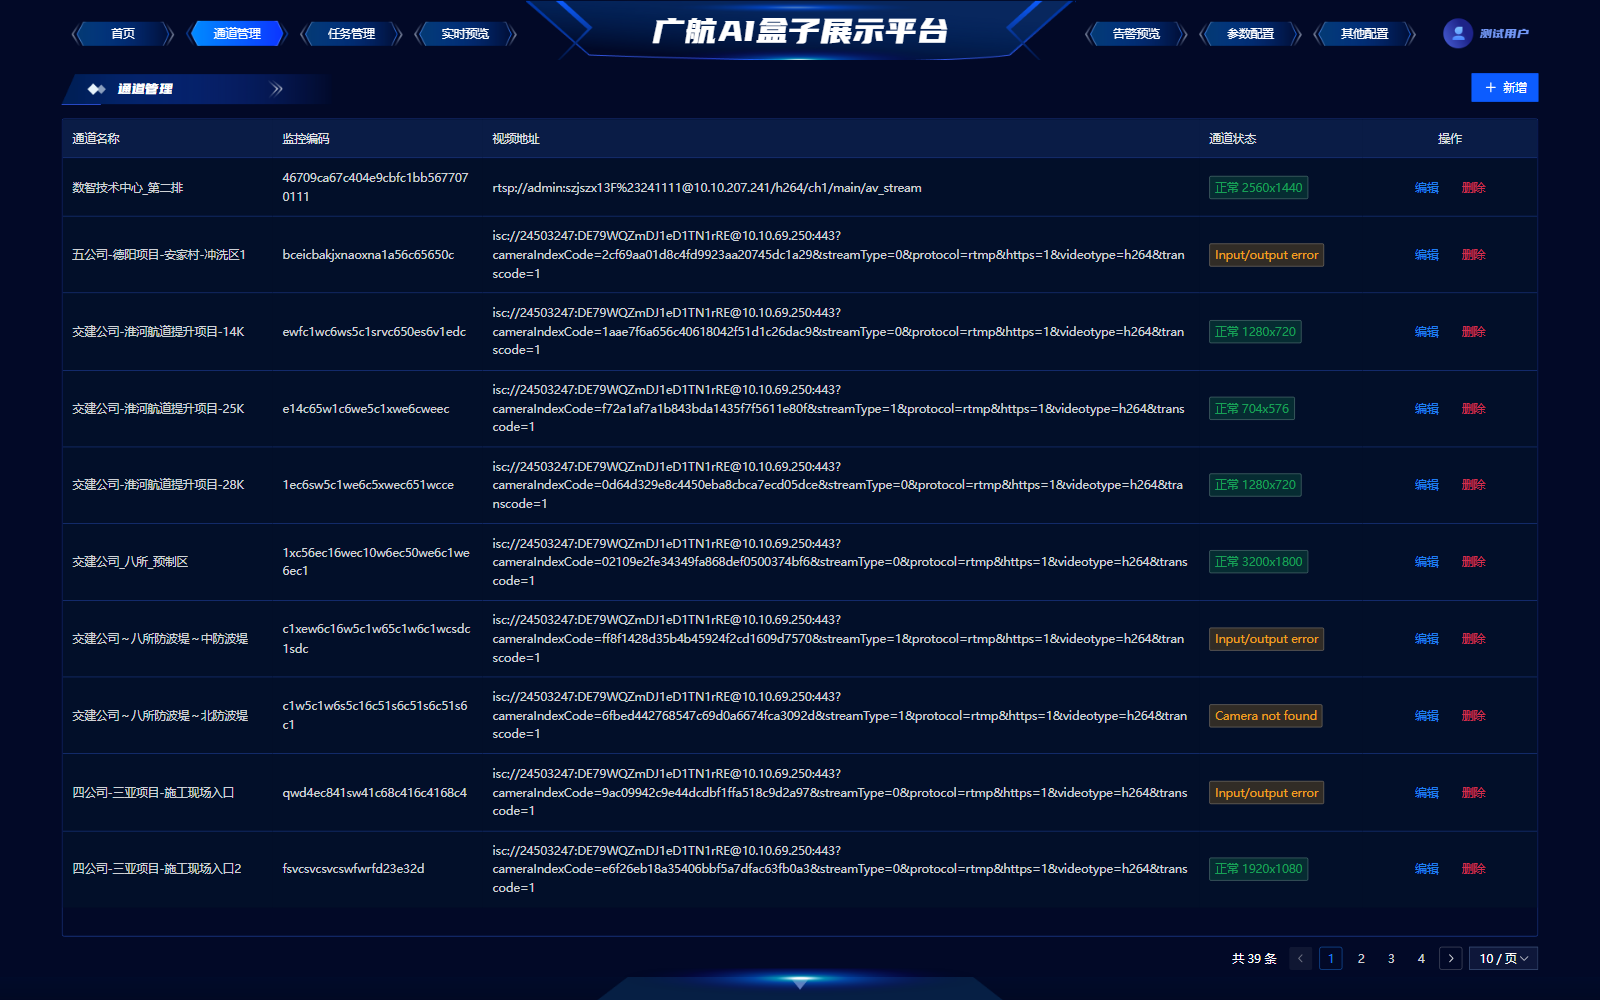 首页
通道管理
任务管理
实时预览
广航AI盒子展示平台
告警预览
参数配置
其他配置
测试用户
通道管理
+ 新增
通道名称 监控编码 视频地址 通道状态 操作
数智技术中心_第二排
46709ca67c404e9cbfc1bb567707
0111
rtsp://admin:szjszx13F%23241111@10.10.207.241/h264/ch1/main/av_stream
正常 2560x1440
编辑 删除
五公司-德阳项目-安家村-冲洗区1
bceicbakjxnaoxna1a56c65650c
isc://24503247:DE79WQZmDJ1eD1TN1rRE@10.10.69.250:443?
cameraIndexCode=2cf69aa01d8c4fd9923aa20745dc1a29&streamType=0&protocol=rtmp&https=1&videotype=h264&tran
scode=1
Input/output error
编辑 删除
交建公司-淮河航道提升项目-14K
ewfc1wc6ws5c1srvc650es6v1edc
isc://24503247:DE79WQZmDJ1eD1TN1rRE@10.10.69.250:443?
cameraIndexCode=1aae7f6a656c40618042f51d1c26dac9&streamType=0&protocol=rtmp&https=1&videotype=h264&tran
scode=1
正常 1280x720
编辑 删除
交建公司-淮河航道提升项目-25K
e14c65w1c6we5c1xwe6cweec
isc://24503247:DE79WQZmDJ1eD1TN1rRE@10.10.69.250:443?
cameraIndexCode=f72a1af7a1b843bda1435f7f5611e80f&streamType=1&protocol=rtmp&https=1&videotype=h264&trans
code=1
正常 704x576
编辑 删除
交建公司-淮河航道提升项目-28K
1ec6sw5c1we6c5xwec651wcce
isc://24503247:DE79WQZmDJ1eD1TN1rRE@10.10.69.250:443?
cameraIndexCode=0d64d329e8c4450eba8cbca7ecd05dce&streamType=0&protocol=rtmp&https=1&videotype=h264&tra
nscode=1
正常 1280x720
编辑 删除
交建公司_八所_预制区
1xc56ec16wec10w6ec50we6c1we
6ec1
isc://24503247:DE79WQZmDJ1eD1TN1rRE@10.10.69.250:443?
cameraIndexCode=02109e2fe34349fa868def0500374bf6&streamType=0&protocol=rtmp&https=1&videotype=h264&trans
code=1
正常 3200x1800
编辑 删除
交建公司～八所防波堤～中防波堤
c1xew6c16w5c1w65c1w6c1wcsdc
1sdc
isc://24503247:DE79WQZmDJ1eD1TN1rRE@10.10.69.250:443?
cameraIndexCode=ff8f1428d35b4b45924f2cd1609d7570&streamType=1&protocol=rtmp&https=1&videotype=h264&tran
scode=1
Input/output error
编辑 删除
交建公司～八所防波堤～北防波堤
c1w5c1w6s5c16c51s6c51s6c51s6
c1
isc://24503247:DE79WQZmDJ1eD1TN1rRE@10.10.69.250:443?
cameraIndexCode=6fbed442768547c69d0a6674fca3092d&streamType=1&protocol=rtmp&https=1&videotype=h264&tran
scode=1
Camera not found
编辑 删除
四公司-三亚项目-施工现场入口
qwd4ec841sw41c68c416c4168c4
isc://24503247:DE79WQZmDJ1eD1TN1rRE@10.10.69.250:443?
cameraIndexCode=9ac09942c9e44dcdbf1ffa518c9d2a97&streamType=0&protocol=rtmp&https=1&videotype=h264&trans
code=1
Input/output error
编辑 删除
四公司-三亚项目-施工现场入口2
fsvcsvcsvcswfwrfd23e32d
isc://24503247:DE79WQZmDJ1eD1TN1rRE@10.10.69.250:443?
cameraIndexCode=e6f26eb18a35406bbf5a7dfac63fb0a3&streamType=0&protocol=rtmp&https=1&videotype=h264&trans
code=1
正常 1920x1080
编辑 删除
共 39 条 1 2 3 4 10 / 页